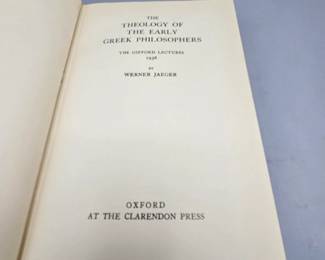 THE
THEOLOGY OF
THE EARLY
GREEK PHILOSOPHERS
THE GIFFORD LECTURES
1936
BY
WERNER JAEGER
OXFORD
AT THE CLARENDON PRESS